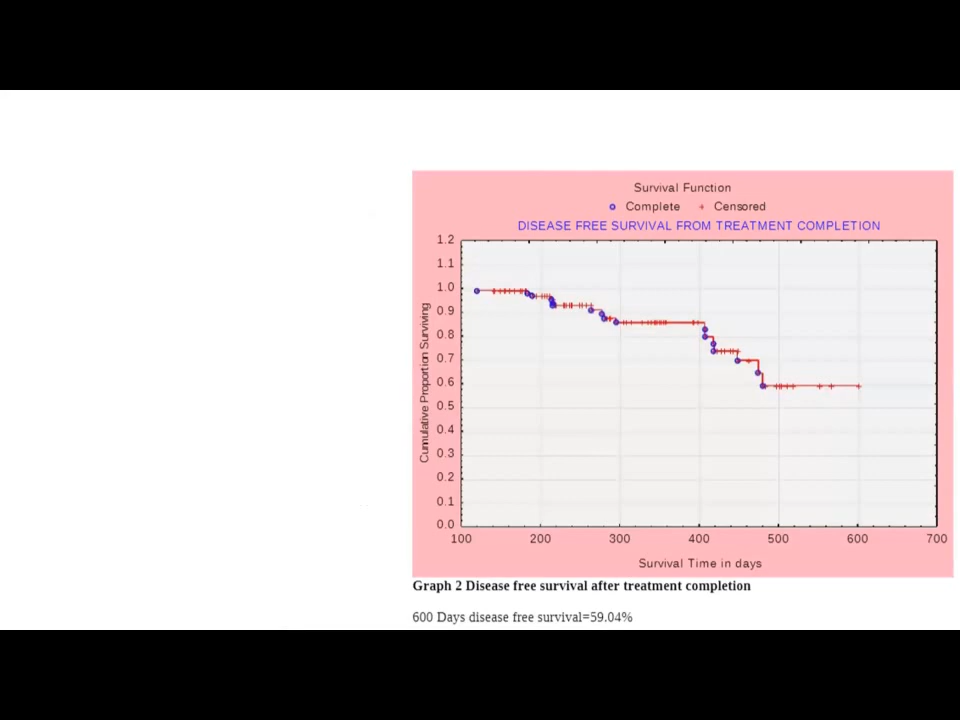 Survival Function
Complete Censored
DISEASE FREE SURVIVAL FROM TREATMENT COMPLETION
Cumulative Proportion Surviving
1.2
1.1
1.0
0.9
0.8
0.7
0.6
0.5
0.4
0.3
0.2
0.1
0.0
100 200 300 400 500 600 700
Survival Time in days
Graph 2 Disease free survival after treatment completion
600 Days disease free survival=59.04%